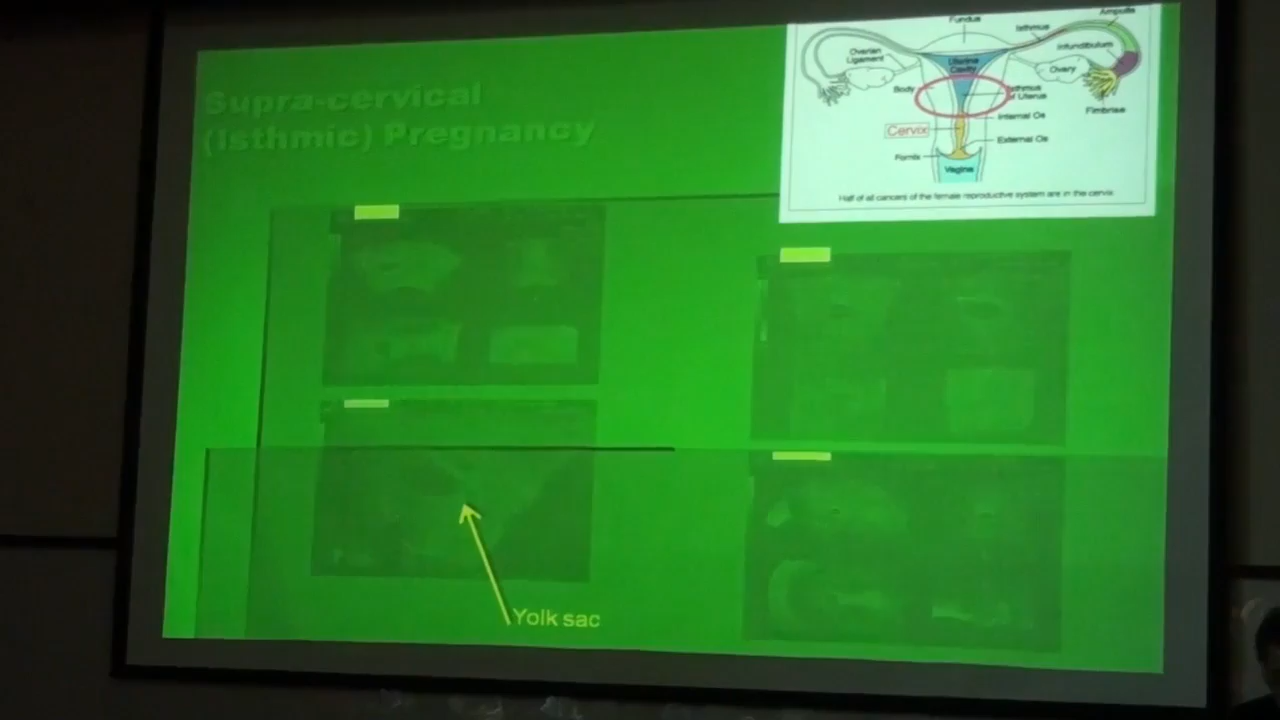 Supra-cervical
(Isthmic) Pregnancy
Fundus
Isthmus
Ampulla
Ovarian
Ligament
Uterine
Cavity
Infundibulum
Ovary
Body
Isthmus
of Uterus
Fimbriae
Internal Os
Cervix
External Os
Fornix
Vagina
Half of all cancers of the female reproductive system are in the cervix
Yolk sac